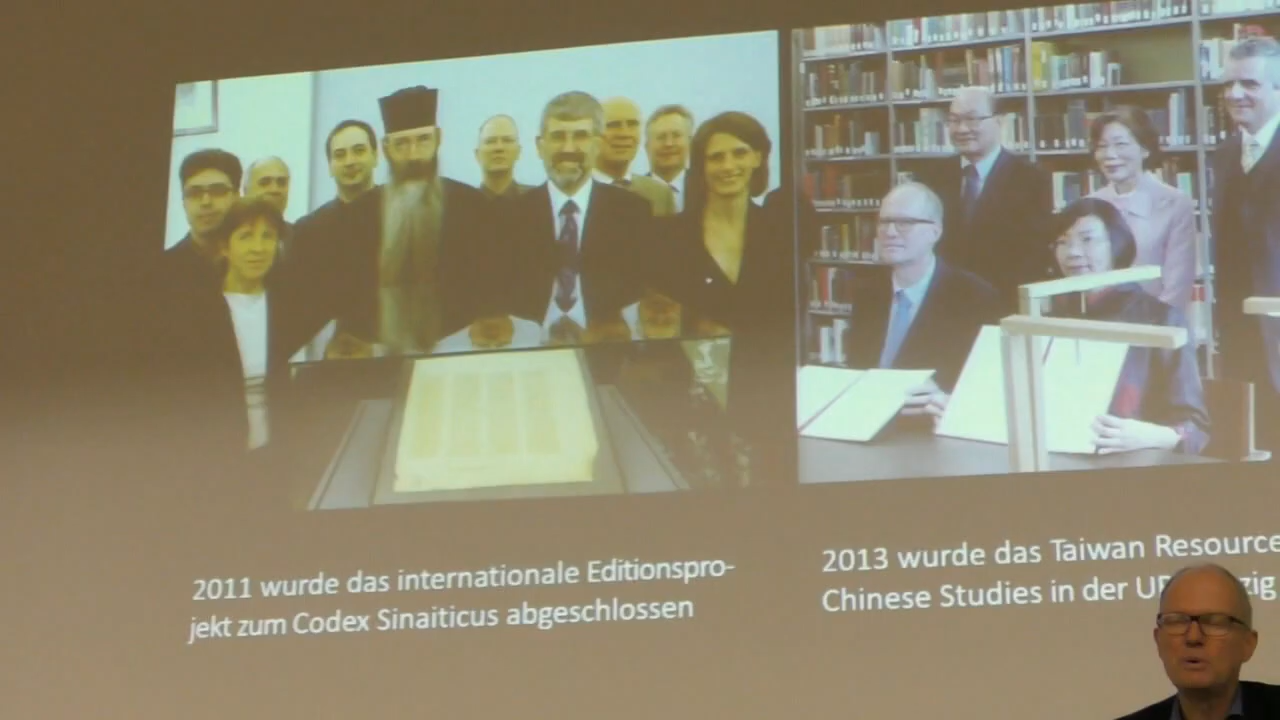 2011 wurde das internationale Editionspro-
jekt zum Codex Sinaiticus abgeschlossen
2013 wurde das Taiwan Resource
Chinese Studies in der